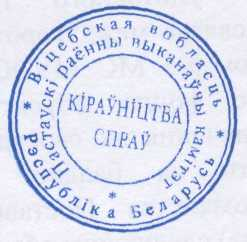 * Віцебская вобласць *
Рэспубліка Беларусь
Пастаўскі раённы выканаўчы камітэт
*
КІРАЎНІЦТВА
СПРАЎ